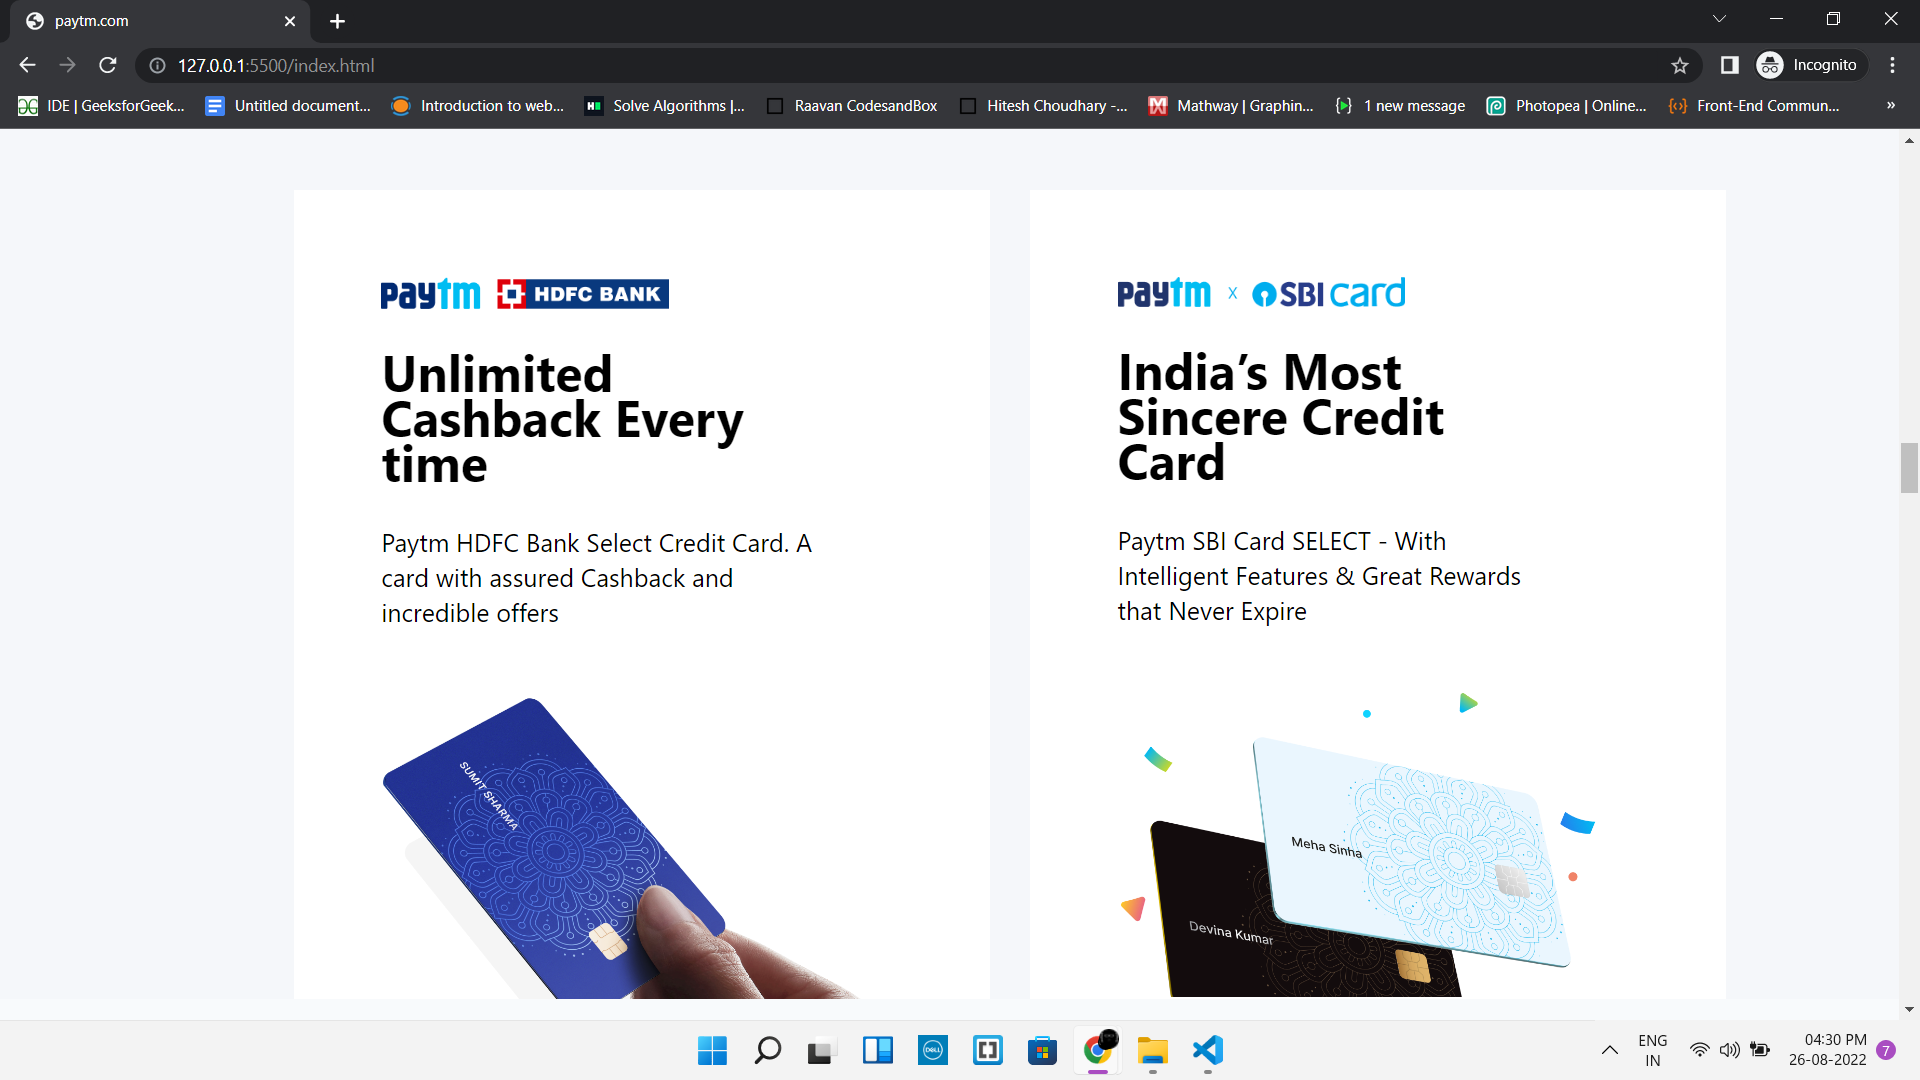 paytm.com
127.0.0.1:5500/index.html
Incognito
IDE | GeeksforGeek...
Untitled document...
Introduction to web...
Solve Algorithms |...
Raavan CodesandBox
Hitesh Choudhary -...
Mathway | Graphin...
1 new message
Photopea | Online...
Front-End Commun...
»
paytm HDFC BANK
Unlimited
Cashback Every
time
Paytm HDFC Bank Select Credit Card. A
card with assured Cashback and
incredible offers
SUMIT SHARMA
paytm x SBI card
India’s Most
Sincere Credit
Card
Paytm SBI Card SELECT - With
Intelligent Features & Great Rewards
that Never Expire
Meha Sinha
Devina Kumar
DELL
ENG
IN
04:30 PM
26-08-2022
7